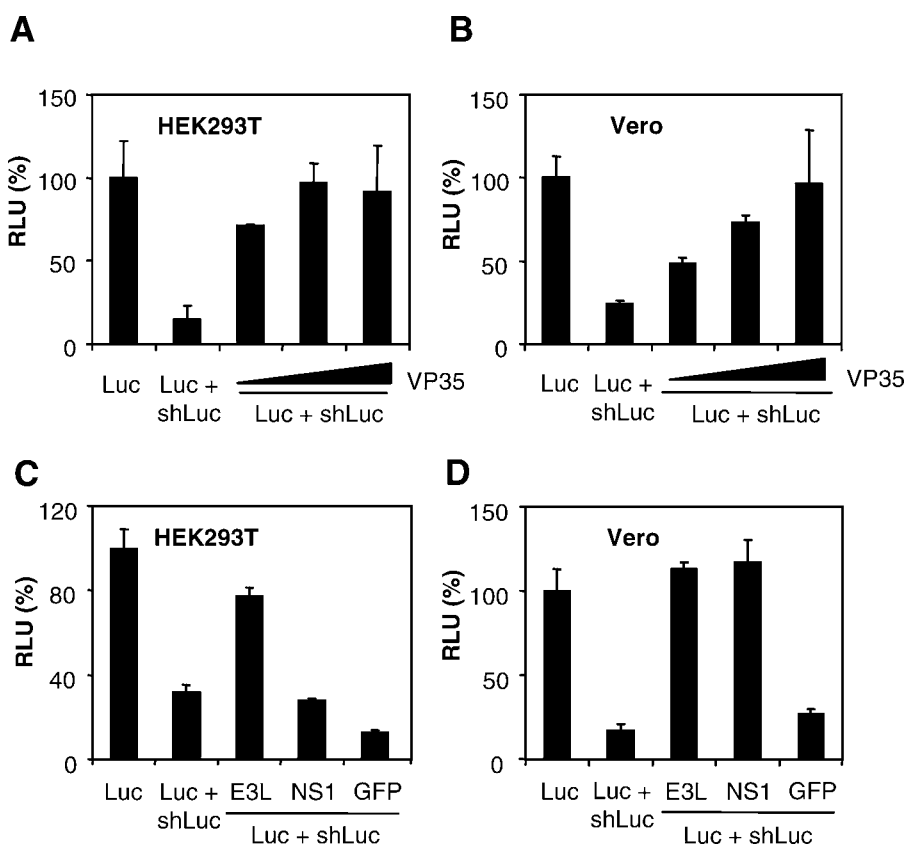 A
150
100
50
0
RLU (%)
HEK293T
Luc
Luc +
shLuc
VP35
Luc + shLuc
B
150
100
50
0
RLU (%)
Vero
Luc
Luc +
shLuc
VP35
Luc + shLuc
C
120
80
40
0
RLU (%)
HEK293T
Luc
Luc +
shLuc
E3L
NS1
GFP
Luc + shLuc
D
150
100
50
0
RLU (%)
Vero
Luc
Luc +
shLuc
E3L
NS1
GFP
Luc + shLuc